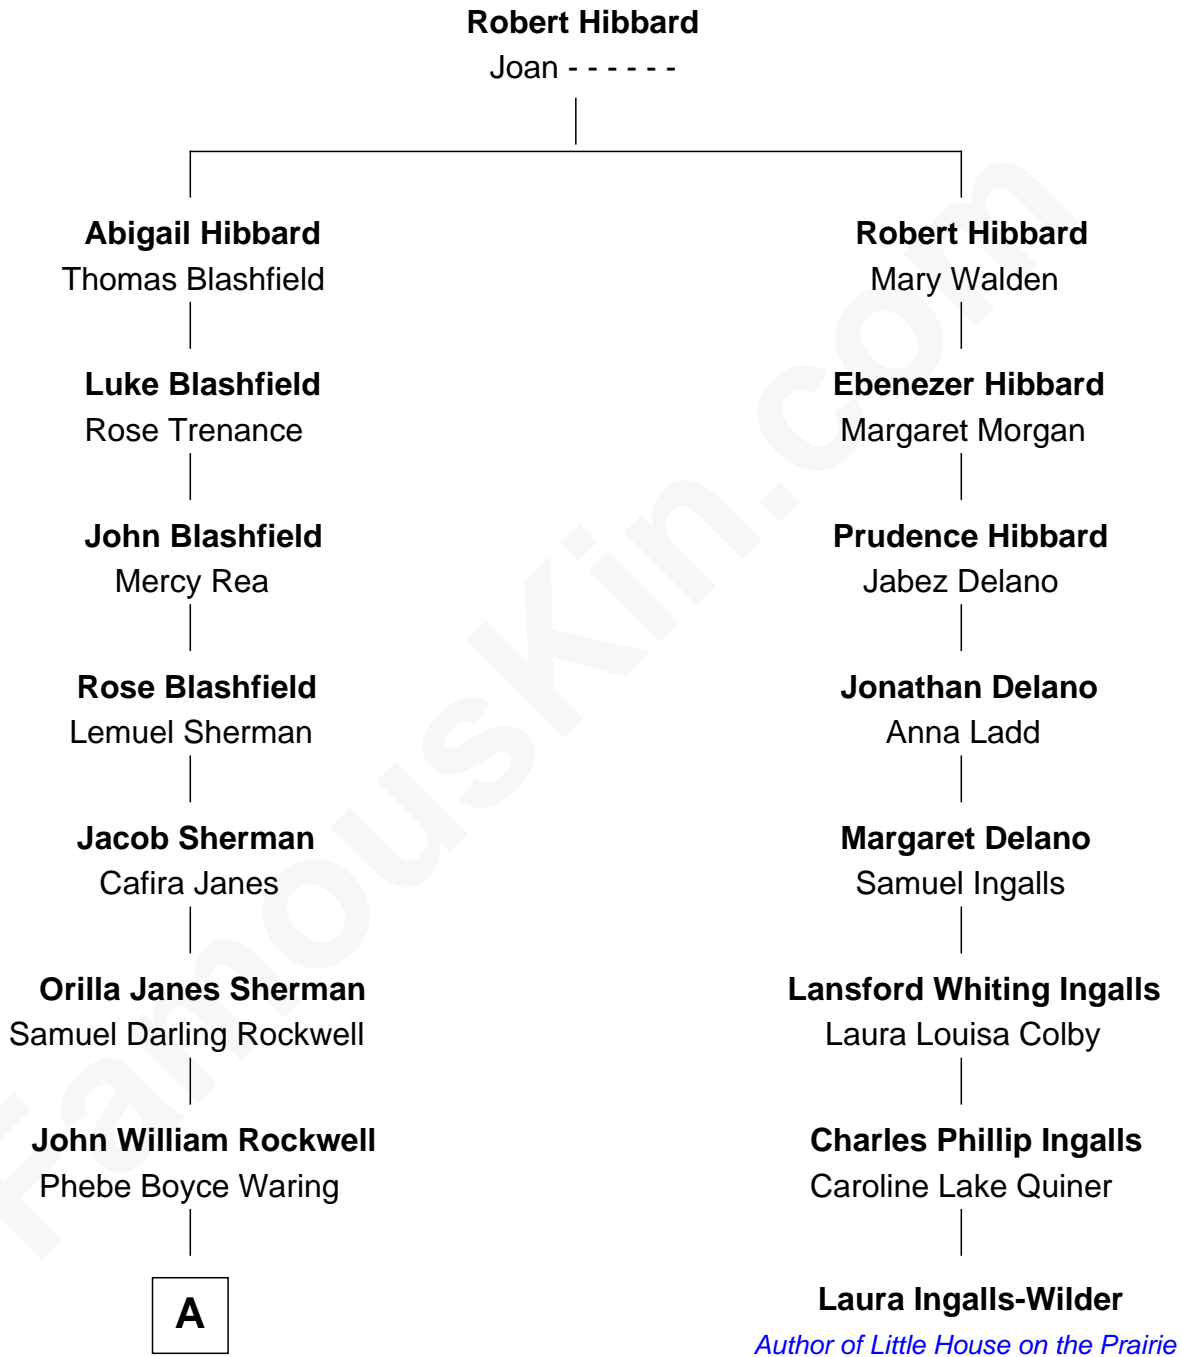 Robert Hibbard
Joan - - - - - -
Abigail Hibbard
Thomas Blashfield
Robert Hibbard
Mary Walden
Luke Blashfield
Rose Trenance
Ebenezer Hibbard
Margaret Morgan
John Blashfield
Mercy Rea
Prudence Hibbard
Jabez Delano
Rose Blashfield
Lemuel Sherman
Jonathan Delano
Anna Ladd
Jacob Sherman
Cafira Janes
Margaret Delano
Samuel Ingalls
Orilla Janes Sherman
Samuel Darling Rockwell
Lansford Whiting Ingalls
Laura Louisa Colby
John William Rockwell
Phebe Boyce Waring
Charles Phillip Ingalls
Caroline Lake Quiner
A
Laura Ingalls-Wilder
Author of Little House on the Prairie
FamousKin.com